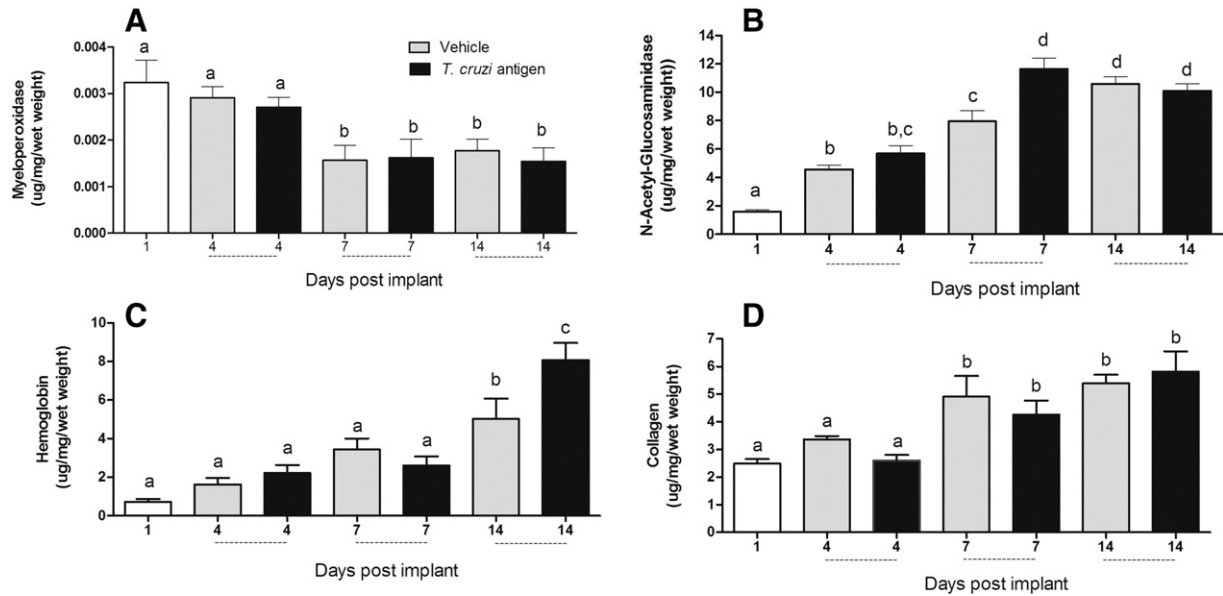 A
Myeloperoxidase
(ug/mg/wet weight)
0.004
0.003
0.002
0.001
0.000
a
a
a
b
b
b
b
Vehicle
T. cruzi antigen
1
4
4
7
7
14
14
Days post implant
B
N-Acetyl-Glucosaminidase
(ug/mg/wet weight))
14
12
10
8
6
4
2
0
a
b
b,c
c
d
d
d
1
4
4
7
7
14
14
Days post implant
C
Hemoglobin
(ug/mg/wet weight)
10
8
6
4
2
0
a
a
a
a
a
b
c
1
4
4
7
7
14
14
Days post implant
D
Collagen
(ug/mg/wet weight)
7
6
5
4
3
2
1
0
a
a
a
b
b
b
b
1
4
4
7
7
14
14
Days post implant